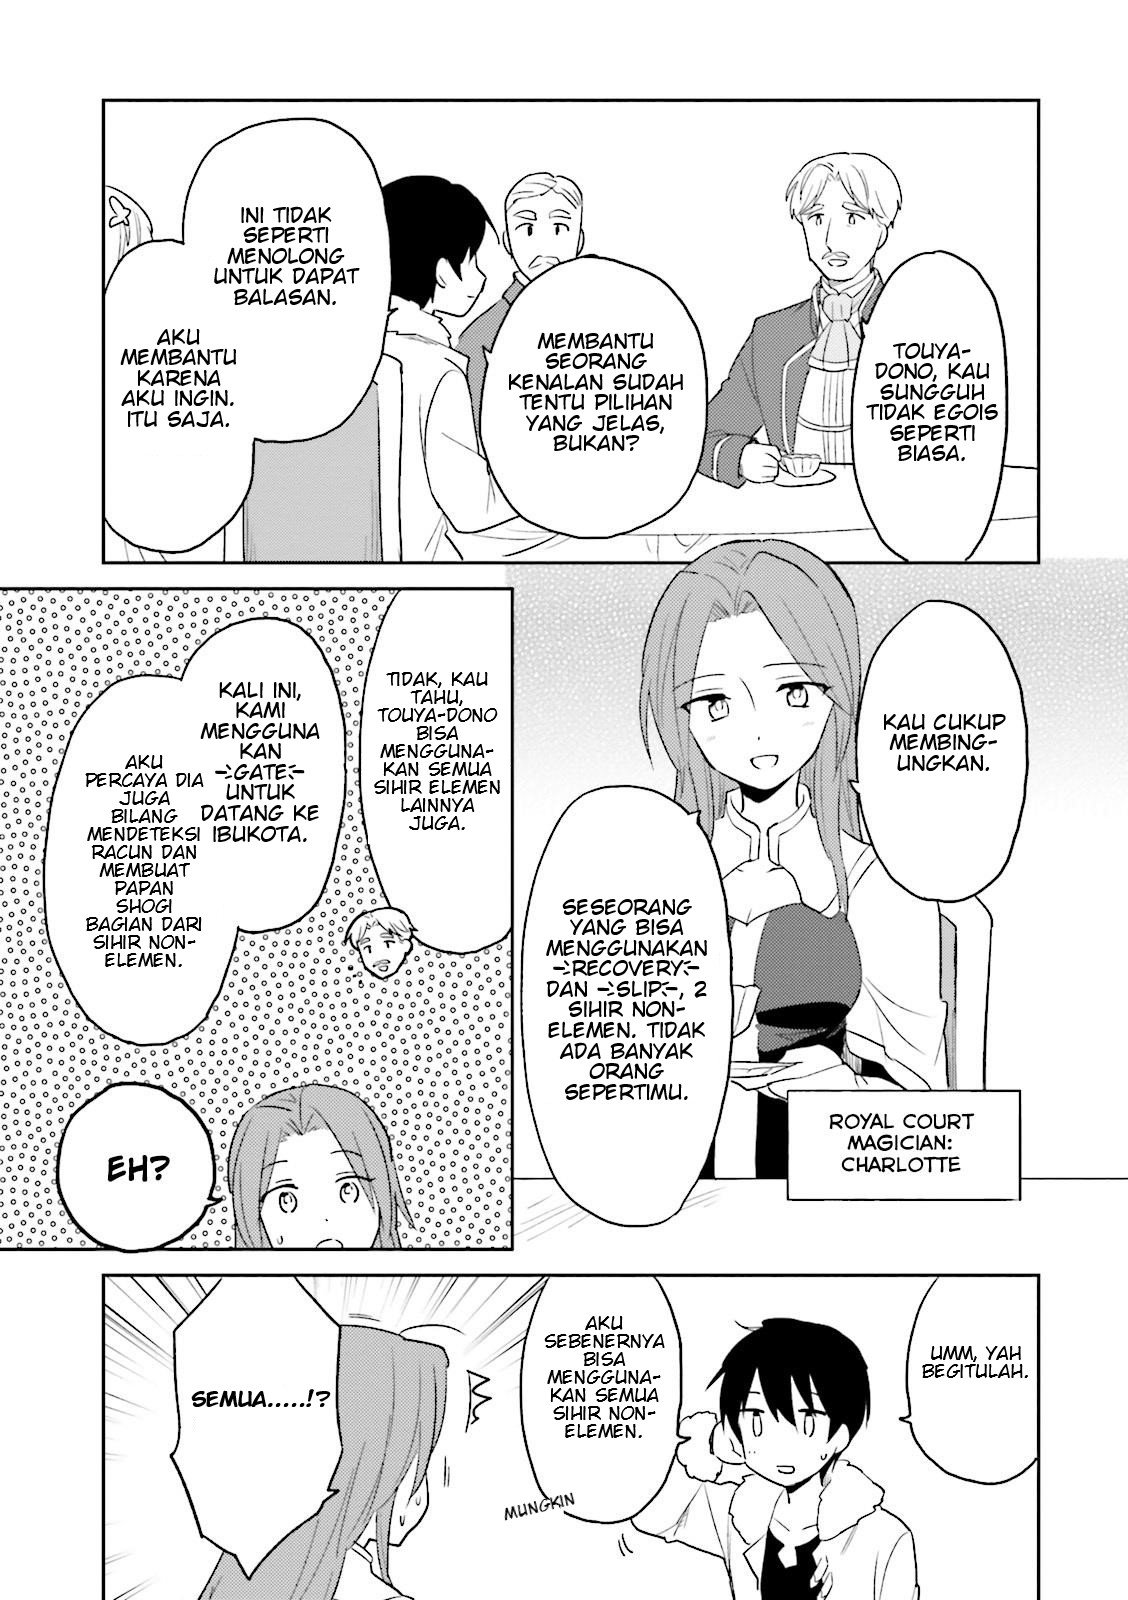 TOUYA-
DONO, KAU
SUNGGUH
TIDAK EGOIS
SEPERTI
BIASA.
MEMBANTU
SEORANG
KENALAN SUDAH
TENTU PILIHAN
YANG JELAS,
BUKAN?
INI TIDAK
SEPERTI
MENOLONG
UNTUK DAPAT
BALASAN.
AKU
MEMBANTU
KARENA
AKU INGIN.
ITU SAJA.
KAU CUKUP
MEMBING-
UNGKAN.
SESEORANG
YANG BISA
MENGGUNAKAN
-RECOVERY-
DAN -SLIP-, 2
SIHIR NON-
ELEMEN. TIDAK
ADA BANYAK
ORANG
SEPERTIMU.
ROYAL COURT
MAGICIAN:
CHARLOTTE
TIDAK, KAU
TAHU,
TOUYA-DONO
BISA
MENGGUNA-
KAN SEMUA
SIHIR ELEMEN
LAINNYA
JUGA.
KALI INI,
KAMI
MENGGUNA
KAN
-GATE-
UNTUK
DATANG KE
IBUKOTA.
AKU
PERCAYA DIA
JUGA
BILANG
MENDETEKSI
RACUN DAN
MEMBUAT
PAPAN
SHOGI
BAGIAN DARI
SIHIR NON-
ELEMEN.
EH?
UMM, YAH
BEGITULAH.
AKU
SEBENERNYA
BISA
MENGGUNA-
KAN SEMUA
SIHIR NON-
ELEMEN.
MUNGKIN
SEMUA.....!?